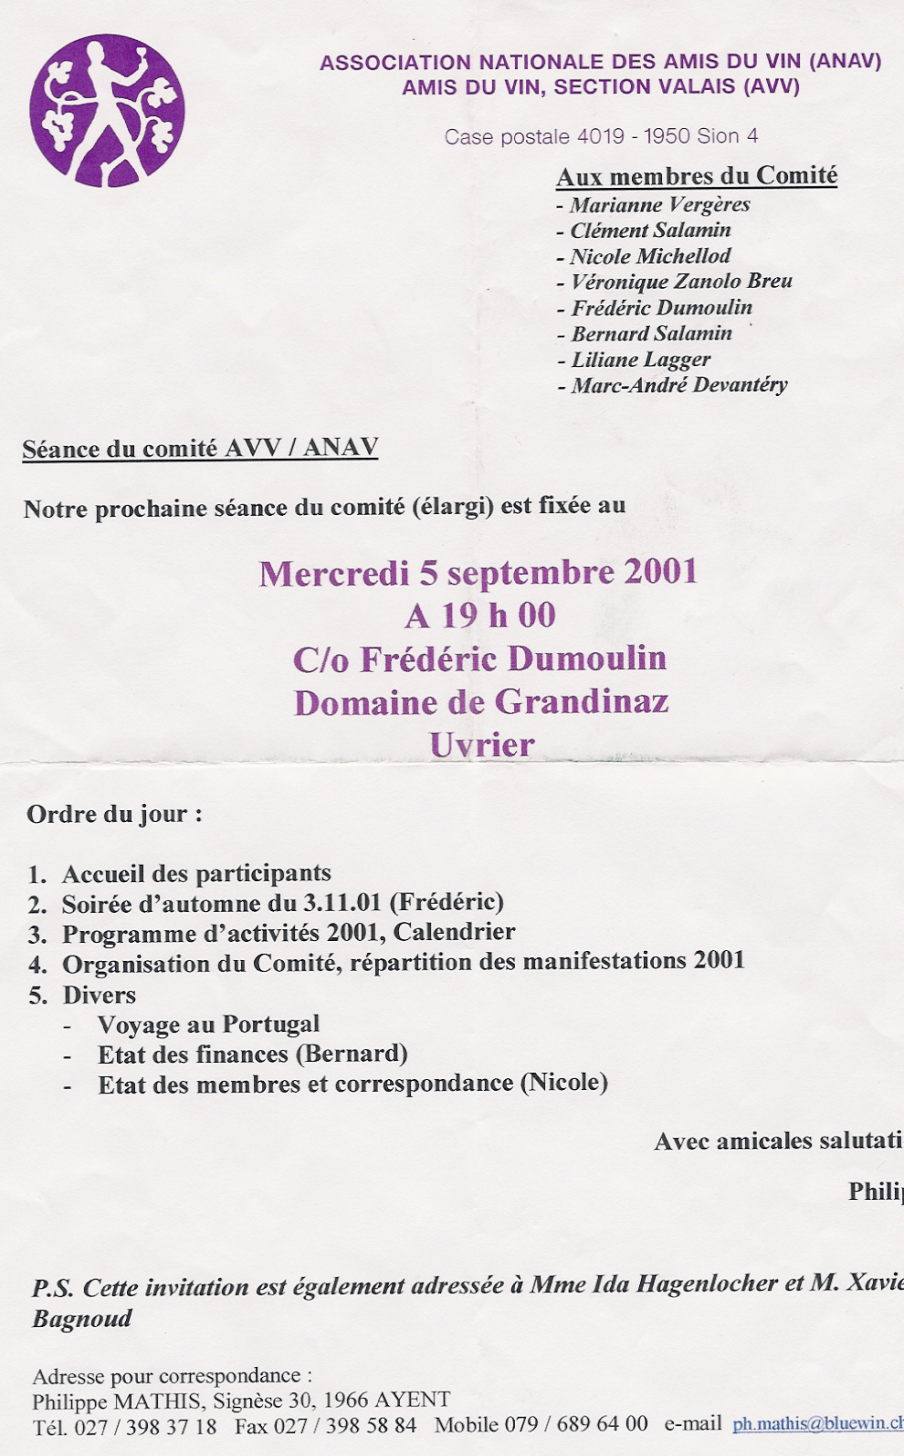 ASSOCIATION NATIONALE DES AMIS DU VIN (ANAV)
AMIS DU VIN, SECTION VALAIS (AVV)
Case postale 4019 - 1950 Sion 4
Aux membres du Comité
- Marianne Vergères
- Clément Salamin
- Nicole Michellod
- Véronique Zanolo Breu
- Frédéric Dumoulin
- Bernard Salamin
- Liliane Lagger
- Marc-André Devantéry
Séance du comité AVV / ANAV
Notre prochaine séance du comité (élargi) est fixée au
Mercredi 5 septembre 2001
A 19 h 00
C/o Frédéric Dumoulin
Domaine de Grandinaz
Uvrier
Ordre du jour :
1. Accueil des participants
2. Soirée d’automne du 3.11.01 (Frédéric)
3. Programme d’activités 2001, Calendrier
4. Organisation du Comité, répartition des manifestations 2001
5. Divers
- Voyage au Portugal
- Etat des finances (Bernard)
- Etat des membres et correspondance (Nicole)
Avec amicales salutati
Philip
P.S. Cette invitation est également adressée à Mme Ida Hagenlocher et M. Xavie
Bagnoud
Adresse pour correspondance :
Philippe MATHIS, Signèse 30, 1966 AYENT
Tél. 027 / 398 37 18 Fax 027 / 398 58 84 Mobile 079 / 689 64 00 e-mail ph.mathis@bluewin.ch